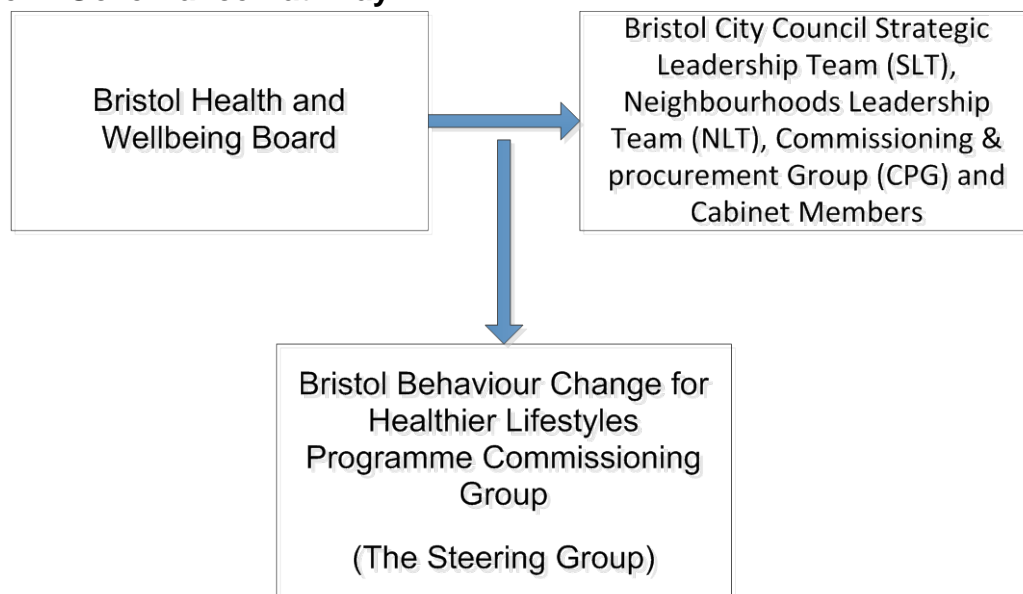 Bristol Health and
Wellbeing Board
Bristol City Council Strategic
Leadership Team (SLT),
Neighbourhoods Leadership
Team (NLT), Commissioning &
procurement Group (CPG) and
Cabinet Members
Bristol Behaviour Change for
Healthier Lifestyles
Programme Commissioning
Group
(The Steering Group)